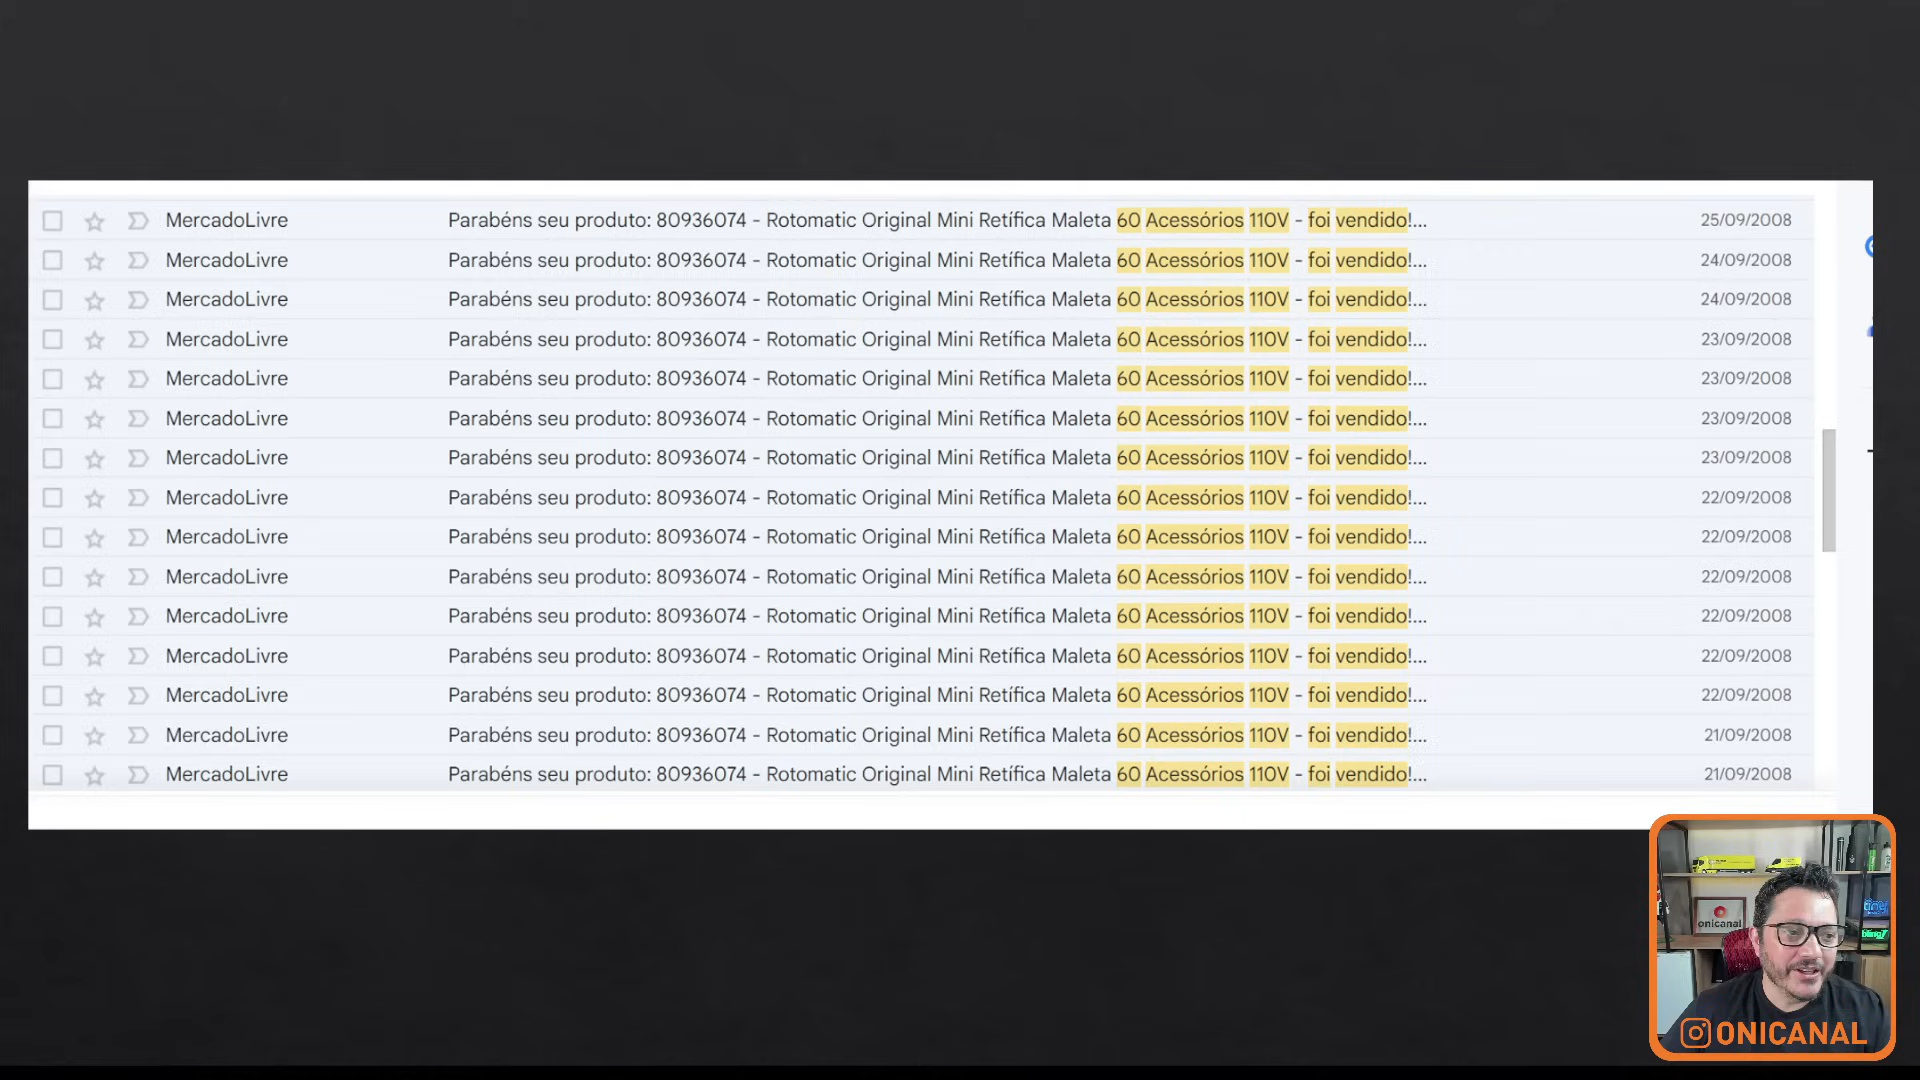 MercadoLivre Parabéns seu produto: 80936074 - Rotomatic Original Mini Retífica Maleta 60 Acessórios 110V - foi vendido!... 25/09/2008
MercadoLivre Parabéns seu produto: 80936074 - Rotomatic Original Mini Retífica Maleta 60 Acessórios 110V - foi vendido!... 24/09/2008
MercadoLivre Parabéns seu produto: 80936074 - Rotomatic Original Mini Retífica Maleta 60 Acessórios 110V - foi vendido!... 24/09/2008
MercadoLivre Parabéns seu produto: 80936074 - Rotomatic Original Mini Retífica Maleta 60 Acessórios 110V - foi vendido!... 23/09/2008
MercadoLivre Parabéns seu produto: 80936074 - Rotomatic Original Mini Retífica Maleta 60 Acessórios 110V - foi vendido!... 23/09/2008
MercadoLivre Parabéns seu produto: 80936074 - Rotomatic Original Mini Retífica Maleta 60 Acessórios 110V - foi vendido!... 23/09/2008
MercadoLivre Parabéns seu produto: 80936074 - Rotomatic Original Mini Retífica Maleta 60 Acessórios 110V - foi vendido!... 23/09/2008
MercadoLivre Parabéns seu produto: 80936074 - Rotomatic Original Mini Retífica Maleta 60 Acessórios 110V - foi vendido!... 22/09/2008
MercadoLivre Parabéns seu produto: 80936074 - Rotomatic Original Mini Retífica Maleta 60 Acessórios 110V - foi vendido!... 22/09/2008
MercadoLivre Parabéns seu produto: 80936074 - Rotomatic Original Mini Retífica Maleta 60 Acessórios 110V - foi vendido!... 22/09/2008
MercadoLivre Parabéns seu produto: 80936074 - Rotomatic Original Mini Retífica Maleta 60 Acessórios 110V - foi vendido!... 22/09/2008
MercadoLivre Parabéns seu produto: 80936074 - Rotomatic Original Mini Retífica Maleta 60 Acessórios 110V - foi vendido!... 22/09/2008
MercadoLivre Parabéns seu produto: 80936074 - Rotomatic Original Mini Retífica Maleta 60 Acessórios 110V - foi vendido!... 22/09/2008
MercadoLivre Parabéns seu produto: 80936074 - Rotomatic Original Mini Retífica Maleta 60 Acessórios 110V - foi vendido!... 21/09/2008
MercadoLivre Parabéns seu produto: 80936074 - Rotomatic Original Mini Retífica Maleta 60 Acessórios 110V - foi vendido!... 21/09/2008
onicanal
bling!
ONICANAL